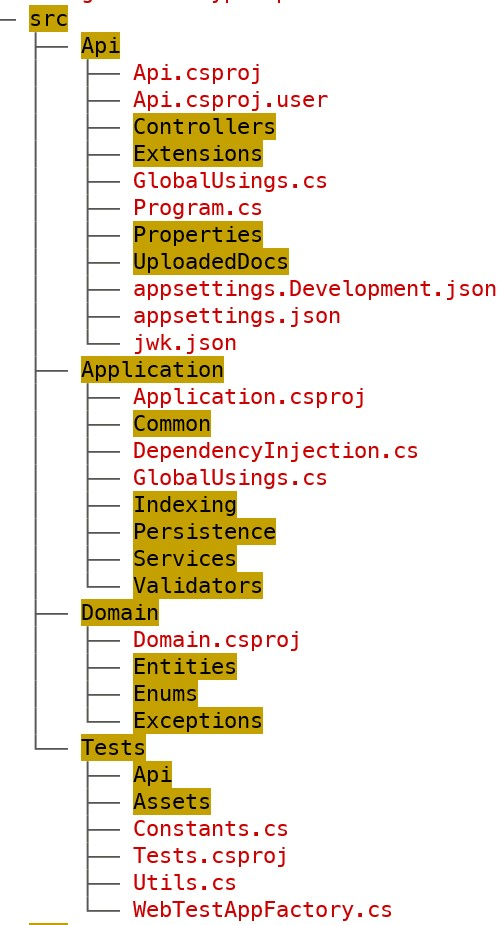 src
Api
Api.csproj
Api.csproj.user
Controllers
Extensions
GlobalUsings.cs
Program.cs
Properties
UploadedDocs
appsettings.Development.json
appsettings.json
jwk.json
Application
Application.csproj
Common
DependencyInjection.cs
GlobalUsings.cs
Indexing
Persistence
Services
Validators
Domain
Domain.csproj
Entities
Enums
Exceptions
Tests
Api
Assets
Constants.cs
Tests.csproj
Utils.cs
WebTestAppFactory.cs